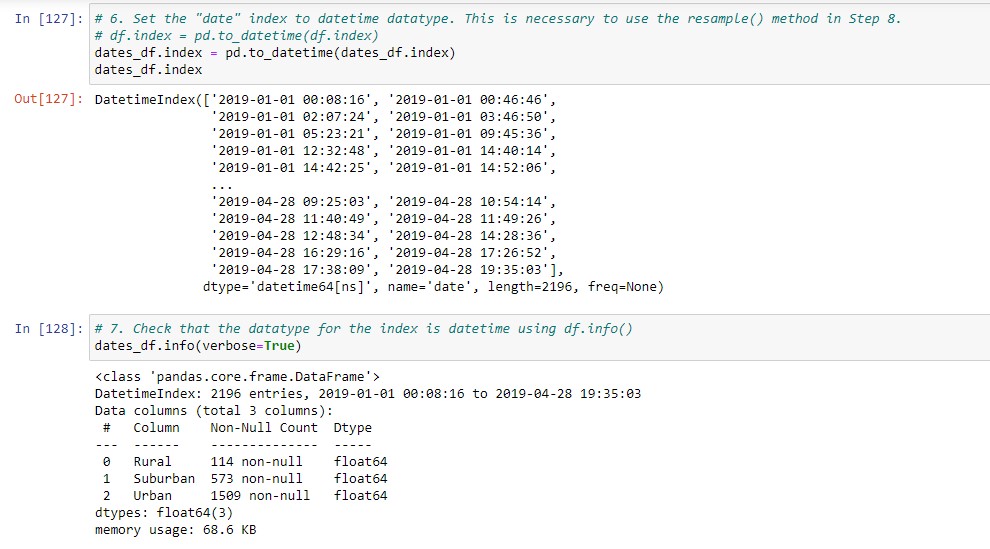 In [127]: # 6. Set the "date" index to datetime datatype. This is necessary to use the resample() method in Step 8.
# df.index = pd.to_datetime(df.index)
dates_df.index = pd.to_datetime(dates_df.index)
dates_df.index
Out[127]: DatetimeIndex(['2019-01-01 00:08:16', '2019-01-01 00:46:46',
'2019-01-01 02:07:24', '2019-01-01 03:46:50',
'2019-01-01 05:23:21', '2019-01-01 09:45:36',
'2019-01-01 12:32:48', '2019-01-01 14:40:14',
'2019-01-01 14:42:25', '2019-01-01 14:52:06',
...
'2019-04-28 09:25:03', '2019-04-28 10:54:14',
'2019-04-28 11:40:49', '2019-04-28 11:49:26',
'2019-04-28 12:48:34', '2019-04-28 14:28:36',
'2019-04-28 16:29:16', '2019-04-28 17:26:52',
'2019-04-28 17:38:09', '2019-04-28 19:35:03'],
dtype='datetime64[ns]', name='date', length=2196, freq=None)
In [128]: # 7. Check that the datatype for the index is datetime using df.info()
dates_df.info(verbose=True)
<class 'pandas.core.frame.DataFrame'>
DatetimeIndex: 2196 entries, 2019-01-01 00:08:16 to 2019-04-28 19:35:03
Data columns (total 3 columns):
# Column Non-Null Count Dtype
--- ------ -------------- -----
0 Rural 114 non-null float64
1 Suburban 573 non-null float64
2 Urban 1509 non-null float64
dtypes: float64(3)
memory usage: 68.6 KB